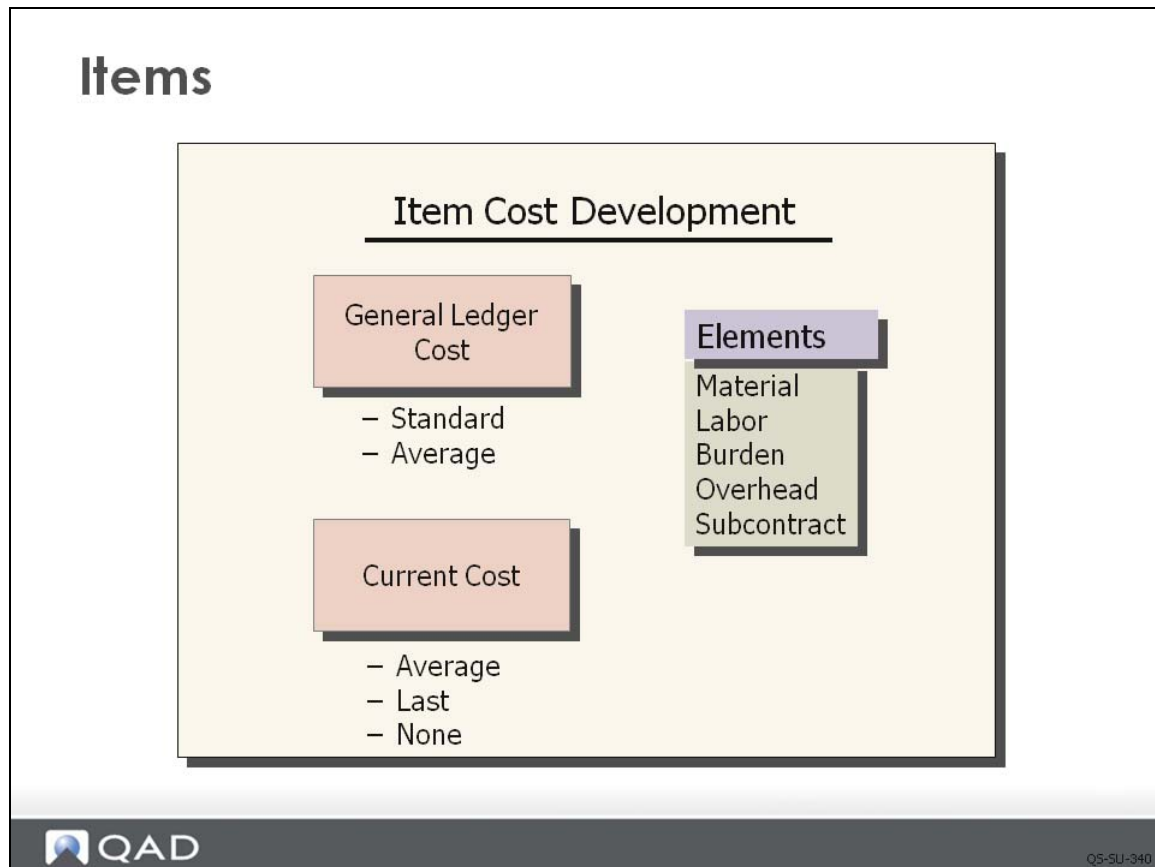 Items
Item Cost Development
General Ledger
Cost
– Standard
– Average
Current Cost
– Average
– Last
– None
Elements
Material
Labor
Burden
Overhead
Subcontract
QAD
QS-SU-340